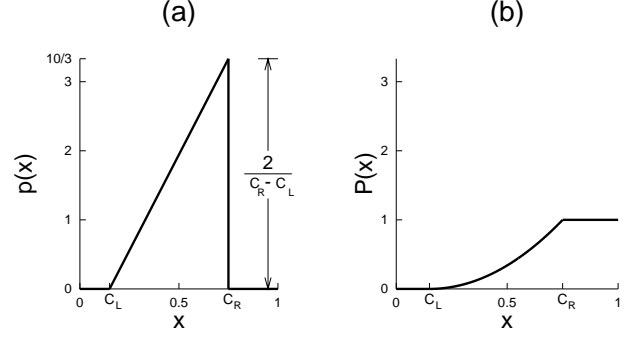 (a)
10/3
3
2
1
0
p(x)
0 C_L 0.5 C_R 1
x
2
C_R - C_L
(b)
3
2
1
0
P(x)
0 C_L 0.5 C_R 1
x